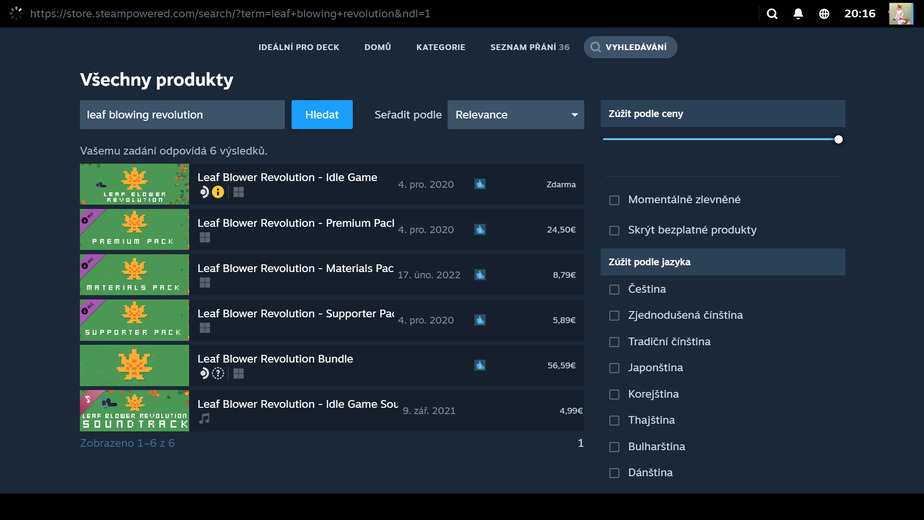 https://store.steampowered.com/search/?term=leaf+blowing+revolution&ndl=1
20:16
IDEÁLNÍ PRO DECK DOMŮ KATEGORIE SEZNAM PŘÁNÍ 36 VYHLEDÁVÁNÍ
Všechny produkty
leaf blowing revolution
Hledat
Seřadit podle
Relevance
Vašemu zadání odpovídá 6 výsledků.
LEAF BLOWER
REVOLUTION
Leaf Blower Revolution - Idle Game
4. pro. 2020
Zdarma
PREMIUM PACK
Leaf Blower Revolution - Premium Pack
4. pro. 2020
24,50€
MATERIALS PACK
Leaf Blower Revolution - Materials Pac
17. úno. 2022
8,79€
SUPPORTER PACK
Leaf Blower Revolution - Supporter Pac
4. pro. 2020
5,89€
Leaf Blower Revolution Bundle
56,59€
LEAF BLOWER REVOLUTION
SOUNDTRACK
Leaf Blower Revolution - Idle Game Sou
9. zář. 2021
4,99€
Zobrazeno 1–6 z 6
1
Zúžit podle ceny
Momentálně zlevněné
Skrýt bezplatné produkty
Zúžit podle jazyka
Čeština
Zjednodušená čínština
Tradiční čínština
Japonština
Korejština
Thajština
Bulharština
Dánština